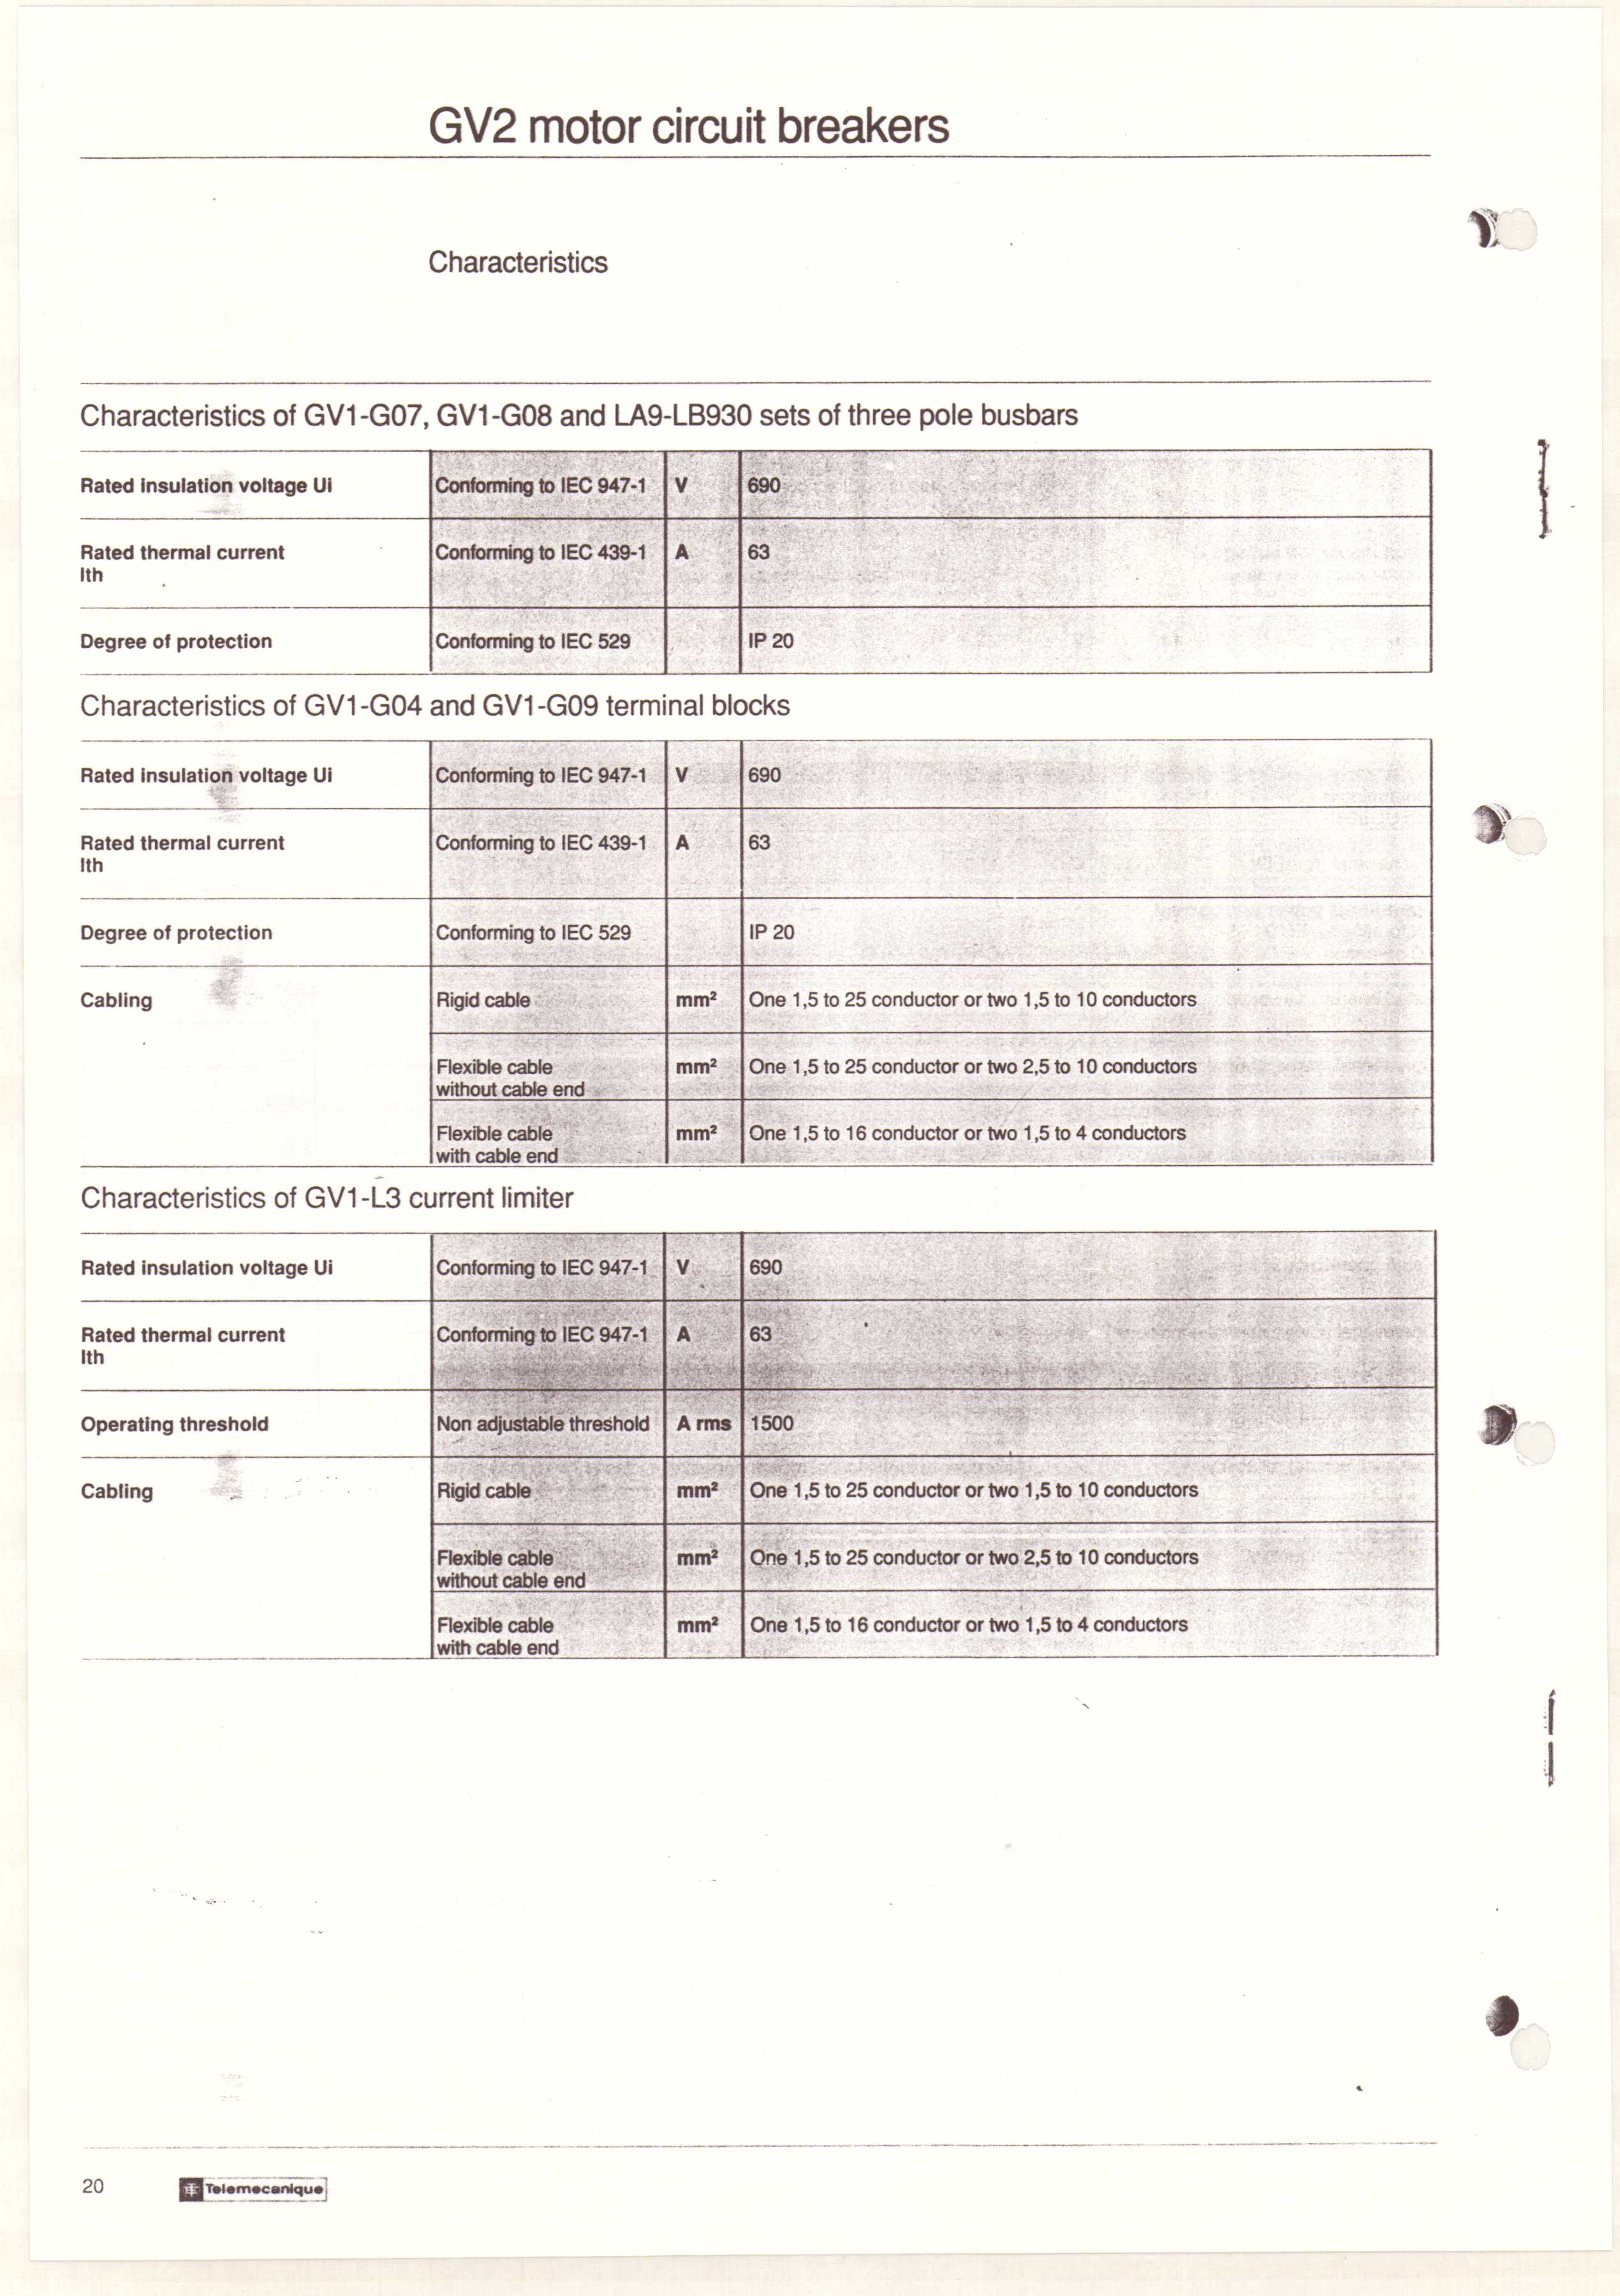 GV2 motor circuit breakers
Characteristics
Characteristics of GV1-G07, GV1-G08 and LA9-LB930 sets of three pole busbars
Rated insulation voltage Ui Conforming to IEC 947-1 V 690
Rated thermal current Conforming to IEC 439-1 A 63
Ith
Degree of protection Conforming to IEC 529 IP 20
Characteristics of GV1-G04 and GV1-G09 terminal blocks
Rated insulation voltage Ui Conforming to IEC 947-1 V 690
Rated thermal current Conforming to IEC 439-1 A 63
Ith
Degree of protection Conforming to IEC 529 IP 20
Cabling Rigid cable mm² One 1,5 to 25 conductor or two 1,5 to 10 conductors
Flexible cable mm² One 1,5 to 25 conductor or two 2,5 to 10 conductors
without cable end
Flexible cable mm² One 1,5 to 16 conductor or two 1,5 to 4 conductors
with cable end
Characteristics of GV1-L3 current limiter
Rated insulation voltage Ui Conforming to IEC 947-1 V 690
Rated thermal current Conforming to IEC 947-1 A 63
Ith
Operating threshold Non adjustable threshold A rms 1500
Cabling Rigid cable mm² One 1,5 to 25 conductor or two 1,5 to 10 conductors
Flexible cable mm² One 1,5 to 25 conductor or two 2,5 to 10 conductors
without cable end
Flexible cable mm² One 1,5 to 16 conductor or two 1,5 to 4 conductors
with cable end
20 Telemecanique